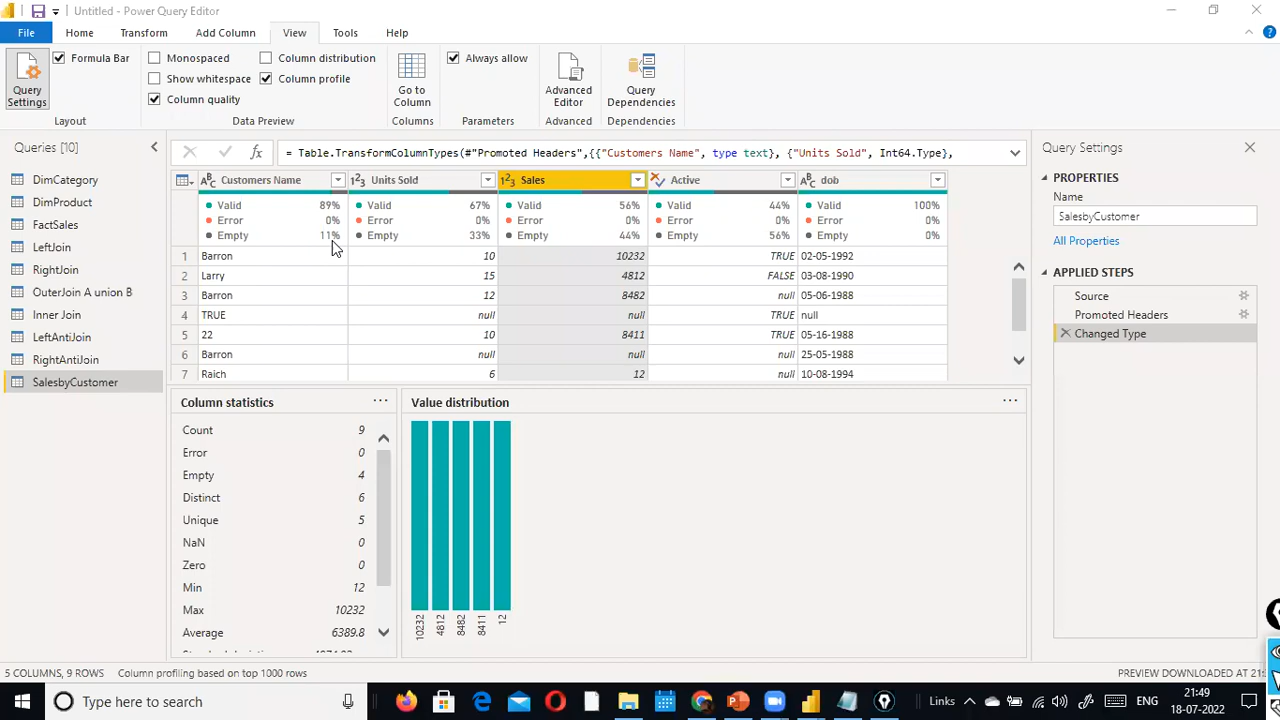 Untitled - Power Query Editor
File Home Transform Add Column View Tools Help
Query Settings
Formula Bar
Monospaced
Show whitespace
Column quality
Column distribution
Column profile
Go to Column
Always allow
Advanced Editor
Query Dependencies
Layout Data Preview Columns Parameters Advanced Dependencies
Queries [10]
DimCategory
DimProduct
FactSales
LeftJoin
RightJoin
OuterJoin A union B
Inner Join
LeftAntiJoin
RightAntiJoin
SalesbyCustomer
fx = Table.TransformColumnTypes(#"Promoted Headers",{{"Customers Name", type text}, {"Units Sold", Int64.Type},
Customers Name Units Sold Sales Active dob
Valid 89% Valid 67% Valid 56% Valid 44% Valid 100%
Error 0% Error 0% Error 0% Error 0% Error 0%
Empty 11% Empty 33% Empty 44% Empty 56% Empty 0%
1 Barron 10 10232 TRUE 02-05-1992
2 Larry 15 4812 FALSE 03-08-1990
3 Barron 12 8482 null 05-06-1988
4 TRUE null null TRUE null
5 22 10 8411 TRUE 05-16-1988
6 Barron null null null 25-05-1988
7 Raich 6 12 null 10-08-1994
Column statistics
Count 9
Error 0
Empty 4
Distinct 6
Unique 5
NaN 0
Zero 0
Min 12
Max 10232
Average 6389.8
Value distribution
10232 4812 8482 8411 12
Query Settings
PROPERTIES
Name
SalesbyCustomer
All Properties
APPLIED STEPS
Source
Promoted Headers
Changed Type
5 COLUMNS, 9 ROWS Column profiling based on top 1000 rows
PREVIEW DOWNLOADED AT 21:
Type here to search
Links
ENG
21:49
18-07-2022